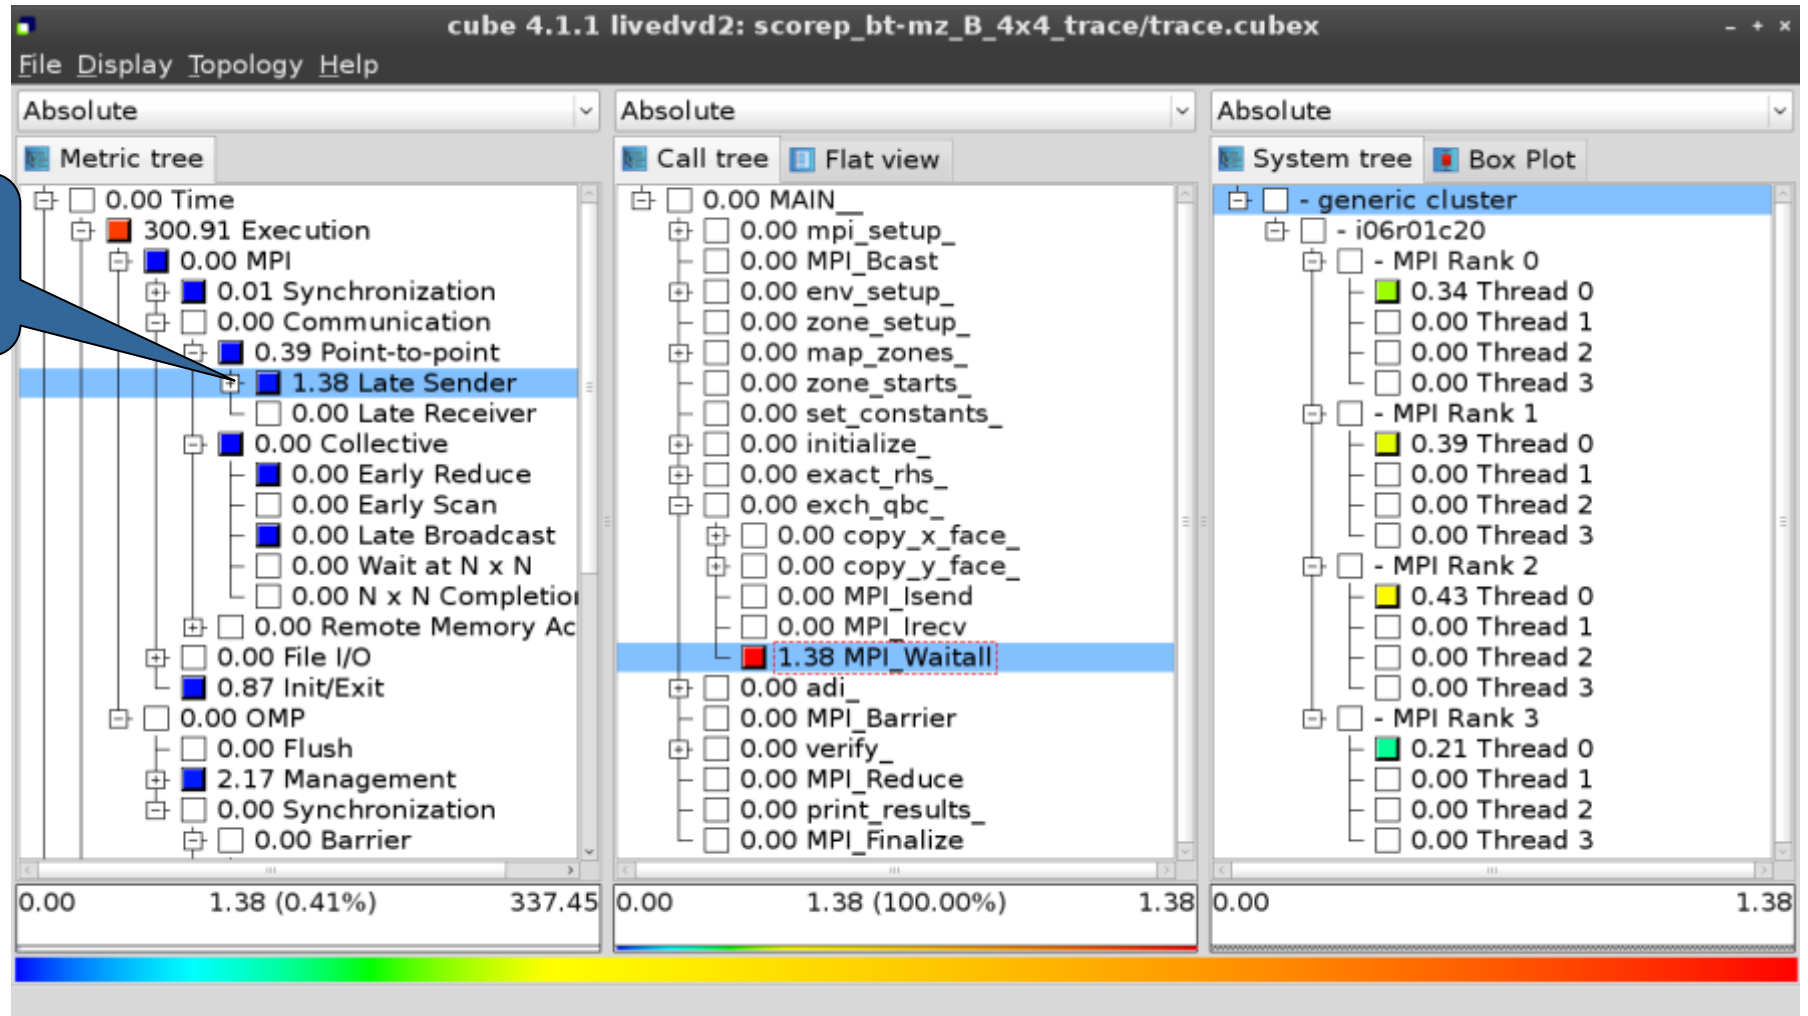 cube 4.1.1 livedvd2: scorep_bt-mz_B_4x4_trace/trace.cubex
File Display Topology Help
Absolute
Metric tree
0.00 Time
300.91 Execution
0.00 MPI
0.01 Synchronization
0.00 Communication
0.39 Point-to-point
1.38 Late Sender
0.00 Late Receiver
0.00 Collective
0.00 Early Reduce
0.00 Early Scan
0.00 Late Broadcast
0.00 Wait at N x N
0.00 N x N Completion
0.00 Remote Memory Ac
0.00 File I/O
0.87 Init/Exit
0.00 OMP
0.00 Flush
2.17 Management
0.00 Synchronization
0.00 Barrier
0.00 1.38 (0.41%) 337.45
Absolute
Call tree Flat view
0.00 MAIN__
0.00 mpi_setup_
0.00 MPI_Bcast
0.00 env_setup_
0.00 zone_setup_
0.00 map_zones_
0.00 zone_starts_
0.00 set_constants_
0.00 initialize_
0.00 exact_rhs_
0.00 exch_qbc_
0.00 copy_x_face_
0.00 copy_y_face_
0.00 MPI_Isend
0.00 MPI_Irecv
1.38 MPI_Waitall
0.00 adi_
0.00 MPI_Barrier
0.00 verify_
0.00 MPI_Reduce
0.00 print_results_
0.00 MPI_Finalize
0.00 1.38 (100.00%) 1.38
Absolute
System tree Box Plot
- generic cluster
- i06r01c20
- MPI Rank 0
0.34 Thread 0
0.00 Thread 1
0.00 Thread 2
0.00 Thread 3
- MPI Rank 1
0.39 Thread 0
0.00 Thread 1
0.00 Thread 2
0.00 Thread 3
- MPI Rank 2
0.43 Thread 0
0.00 Thread 1
0.00 Thread 2
0.00 Thread 3
- MPI Rank 3
0.21 Thread 0
0.00 Thread 1
0.00 Thread 2
0.00 Thread 3
0.00 1.38